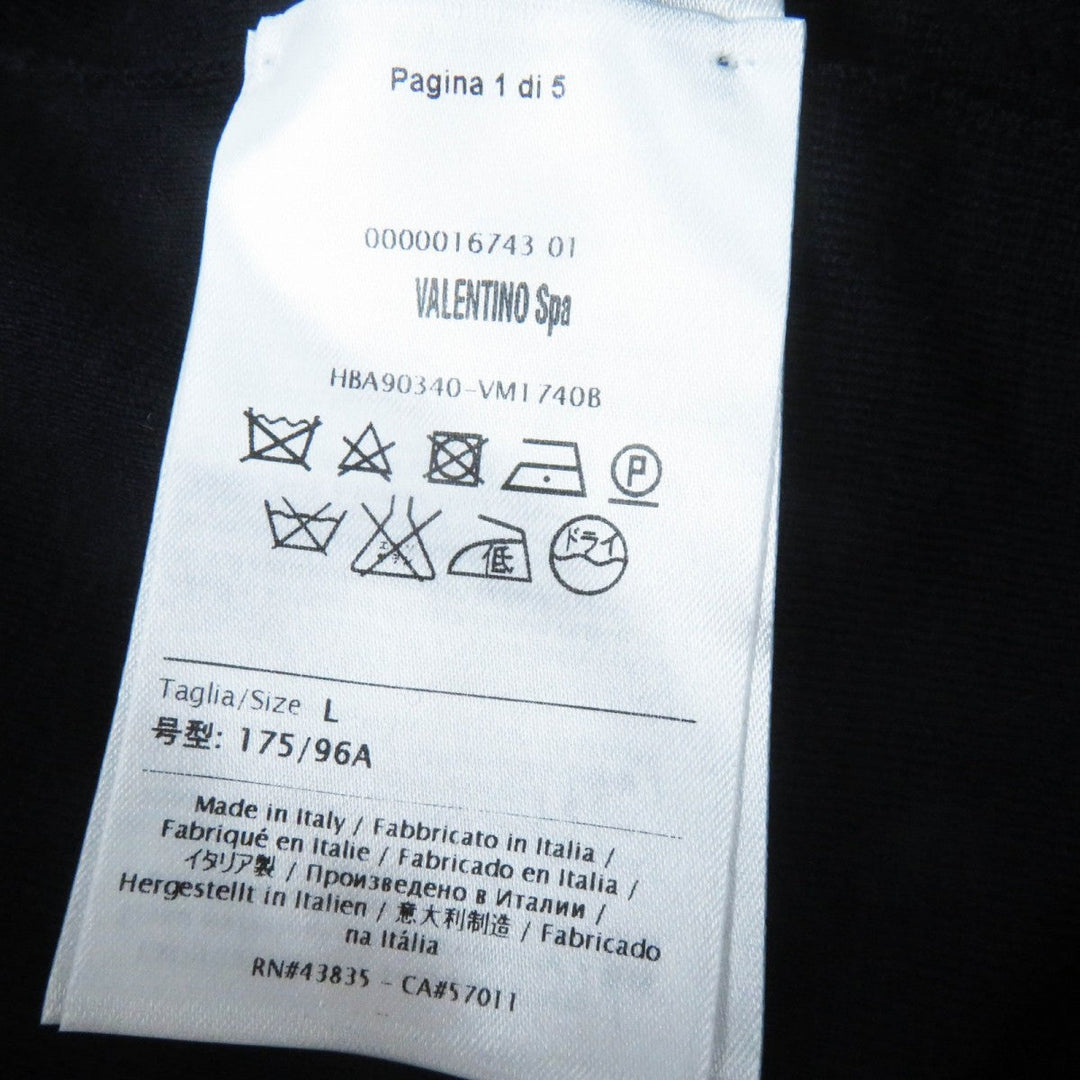 Pagina 1 di 5
0000016743 01
VALENTINO Spa
HBA90340-VM1740B
P
低 ドライ
Taglia/Size L
号型: 175/96A
Made in Italy / Fabbricato in Italia /
Fabriqué en Italie / Fabricado en Italia /
イタリア製 / Произведено в Италии /
Hergestellt in Italien / 意大利制造 / Fabricado
na Itália
RN#43835 - CA#57011